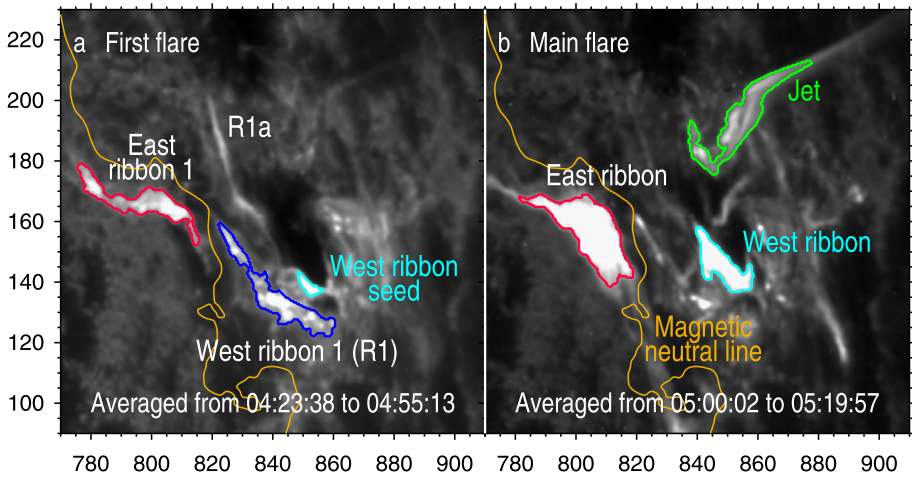 a First flare
b Main flare
220
200
180
160
140
120
100
R1a
East
ribbon 1
West ribbon
seed
West ribbon 1 (R1)
Averaged from 04:23:38 to 04:55:13
Jet
East ribbon
West ribbon
Magnetic
neutral line
Averaged from 05:00:02 to 05:19:57
780 800 820 840 860 880 900
780 800 820 840 860 880 900